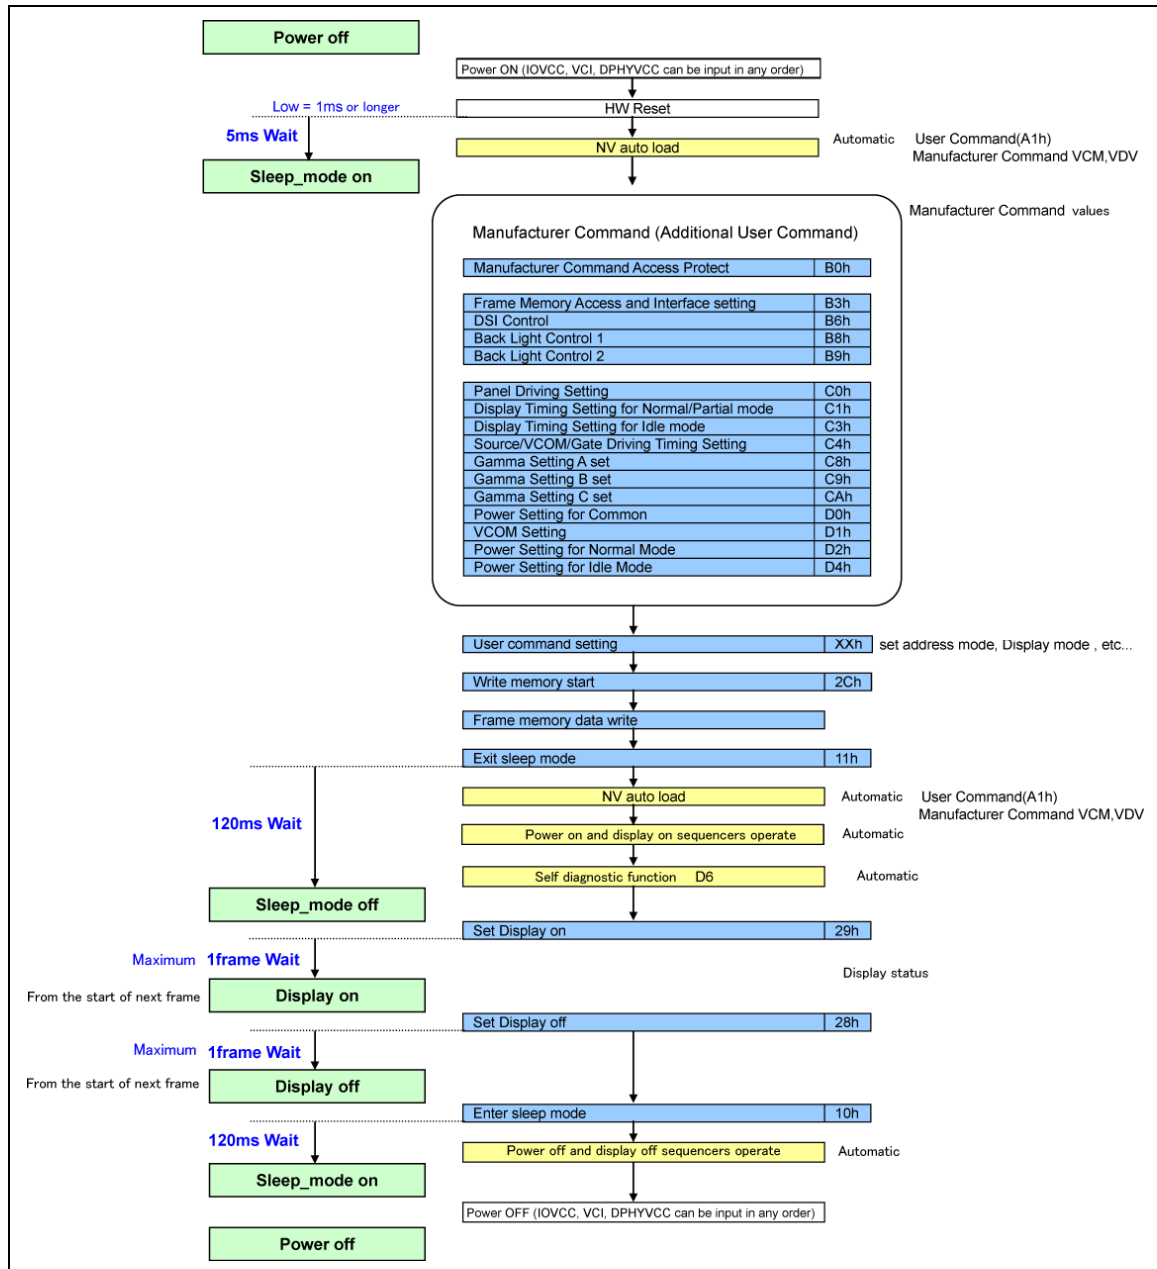 Power off
Power ON (IOVCC, VCI, DPHYVCC can be input in any order)
Low = 1ms or longer
HW Reset
5ms Wait
NV auto load
Automatic User Command(A1h)
Manufacturer Command VCM,VDV
Sleep_mode on
Manufacturer Command values
Manufacturer Command (Additional User Command)
Manufacturer Command Access Protect B0h
Frame Memory Access and Interface setting B3h
DSI Control B6h
Back Light Control 1 B8h
Back Light Control 2 B9h
Panel Driving Setting C0h
Display Timing Setting for Normal/Partial mode C1h
Display Timing Setting for Idle mode C3h
Source/VCOM/Gate Driving Timing Setting C4h
Gamma Setting A set C8h
Gamma Setting B set C9h
Gamma Setting C set CAh
Power Setting for Common D0h
VCOM Setting D1h
Power Setting for Normal Mode D2h
Power Setting for Idle Mode D4h
User command setting XXh set address mode, Display mode , etc...
Write memory start 2Ch
Frame memory data write
Exit sleep mode 11h
NV auto load
Automatic User Command(A1h)
Manufacturer Command VCM,VDV
120ms Wait
Power on and display on sequencers operate Automatic
Self diagnostic function D6 Automatic
Sleep_mode off
Set Display on 29h
Maximum 1frame Wait
Display status
From the start of next frame
Display on
Set Display off 28h
Maximum 1frame Wait
From the start of next frame
Display off
Enter sleep mode 10h
120ms Wait
Power off and display off sequencers operate Automatic
Sleep_mode on
Power OFF (IOVCC, VCI, DPHYVCC can be input in any order)
Power off